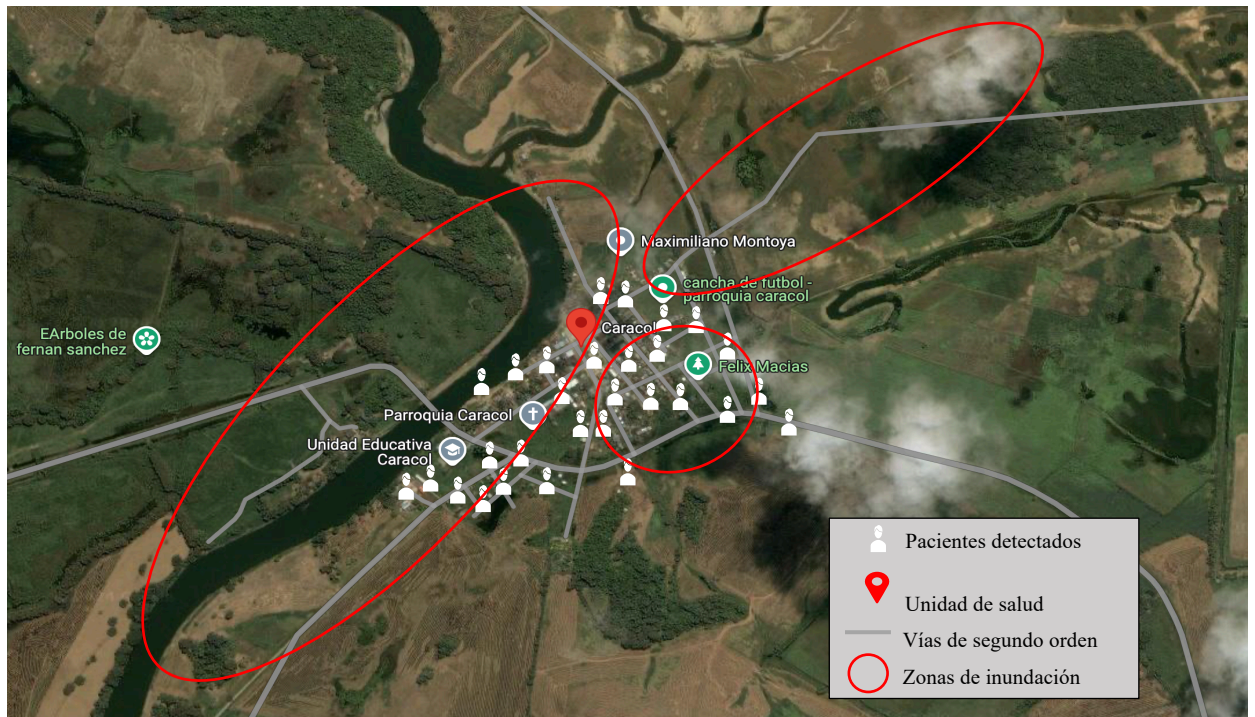 Maximiliano Montoya
cancha de futbol -
parroquia caracol
Caracol
EArboles de
fernan sanchez
Felix Macias
Parroquia Caracol
Unidad Educativa
Caracol
Pacientes detectados
Unidad de salud
Vías de segundo orden
Zonas de inundación